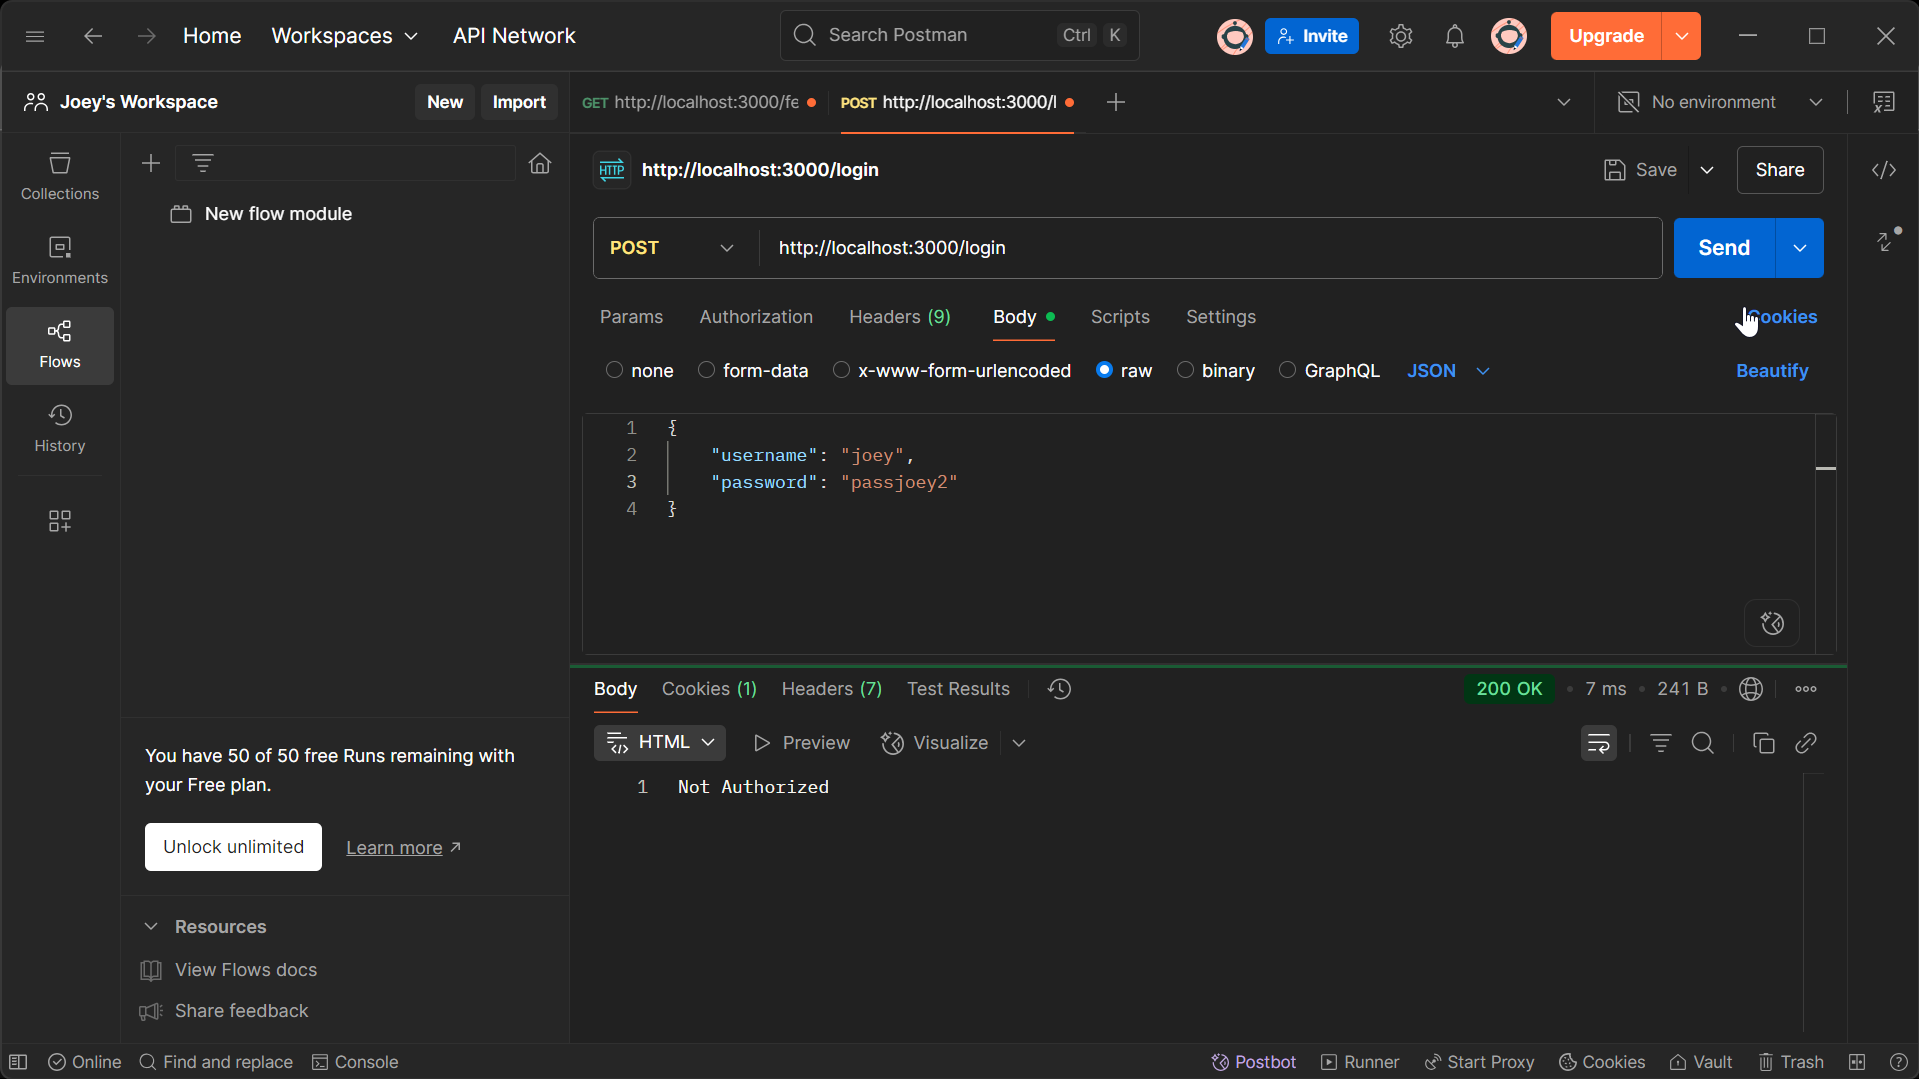 Home Workspaces API Network Search Postman Ctrl K Invite Upgrade
Joey's Workspace New Import GET http://localhost:3000/fe POST http://localhost:3000/l No environment
Collections
Environments
Flows
History
New flow module
HTTP http://localhost:3000/login Save Share
POST http://localhost:3000/login Send
Params Authorization Headers (9) Body Scripts Settings Cookies
none form-data x-www-form-urlencoded raw binary GraphQL JSON Beautify
1 {
2 "username": "joey",
3 "password": "passjoey2"
4 }
Body Cookies (1) Headers (7) Test Results 200 OK • 7 ms • 241 B
HTML Preview Visualize
1 Not Authorized
You have 50 of 50 free Runs remaining with
your Free plan.
Unlock unlimited Learn more ↗
Resources
View Flows docs
Share feedback
Online Find and replace Console Postbot Runner Start Proxy Cookies Vault Trash